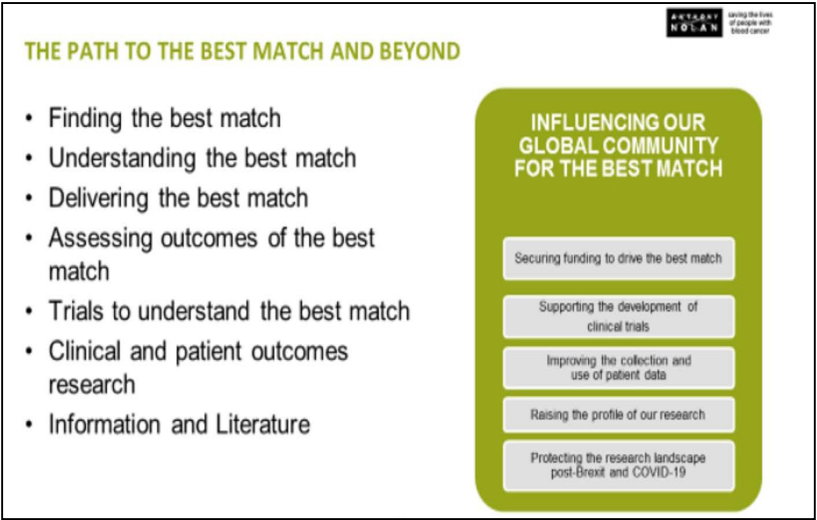 ANTHONY
NOLAN
saving the lives
of people with
blood cancer
THE PATH TO THE BEST MATCH AND BEYOND
• Finding the best match
• Understanding the best match
• Delivering the best match
• Assessing outcomes of the best
match
• Trials to understand the best match
• Clinical and patient outcomes
research
• Information and Literature
INFLUENCING OUR
GLOBAL COMMUNITY
FOR THE BEST MATCH
Securing funding to drive the best match
Supporting the development of
clinical trials
Improving the collection and
use of patient data
Raising the profile of our research
Protecting the research landscape
post-Brexit and COVID-19